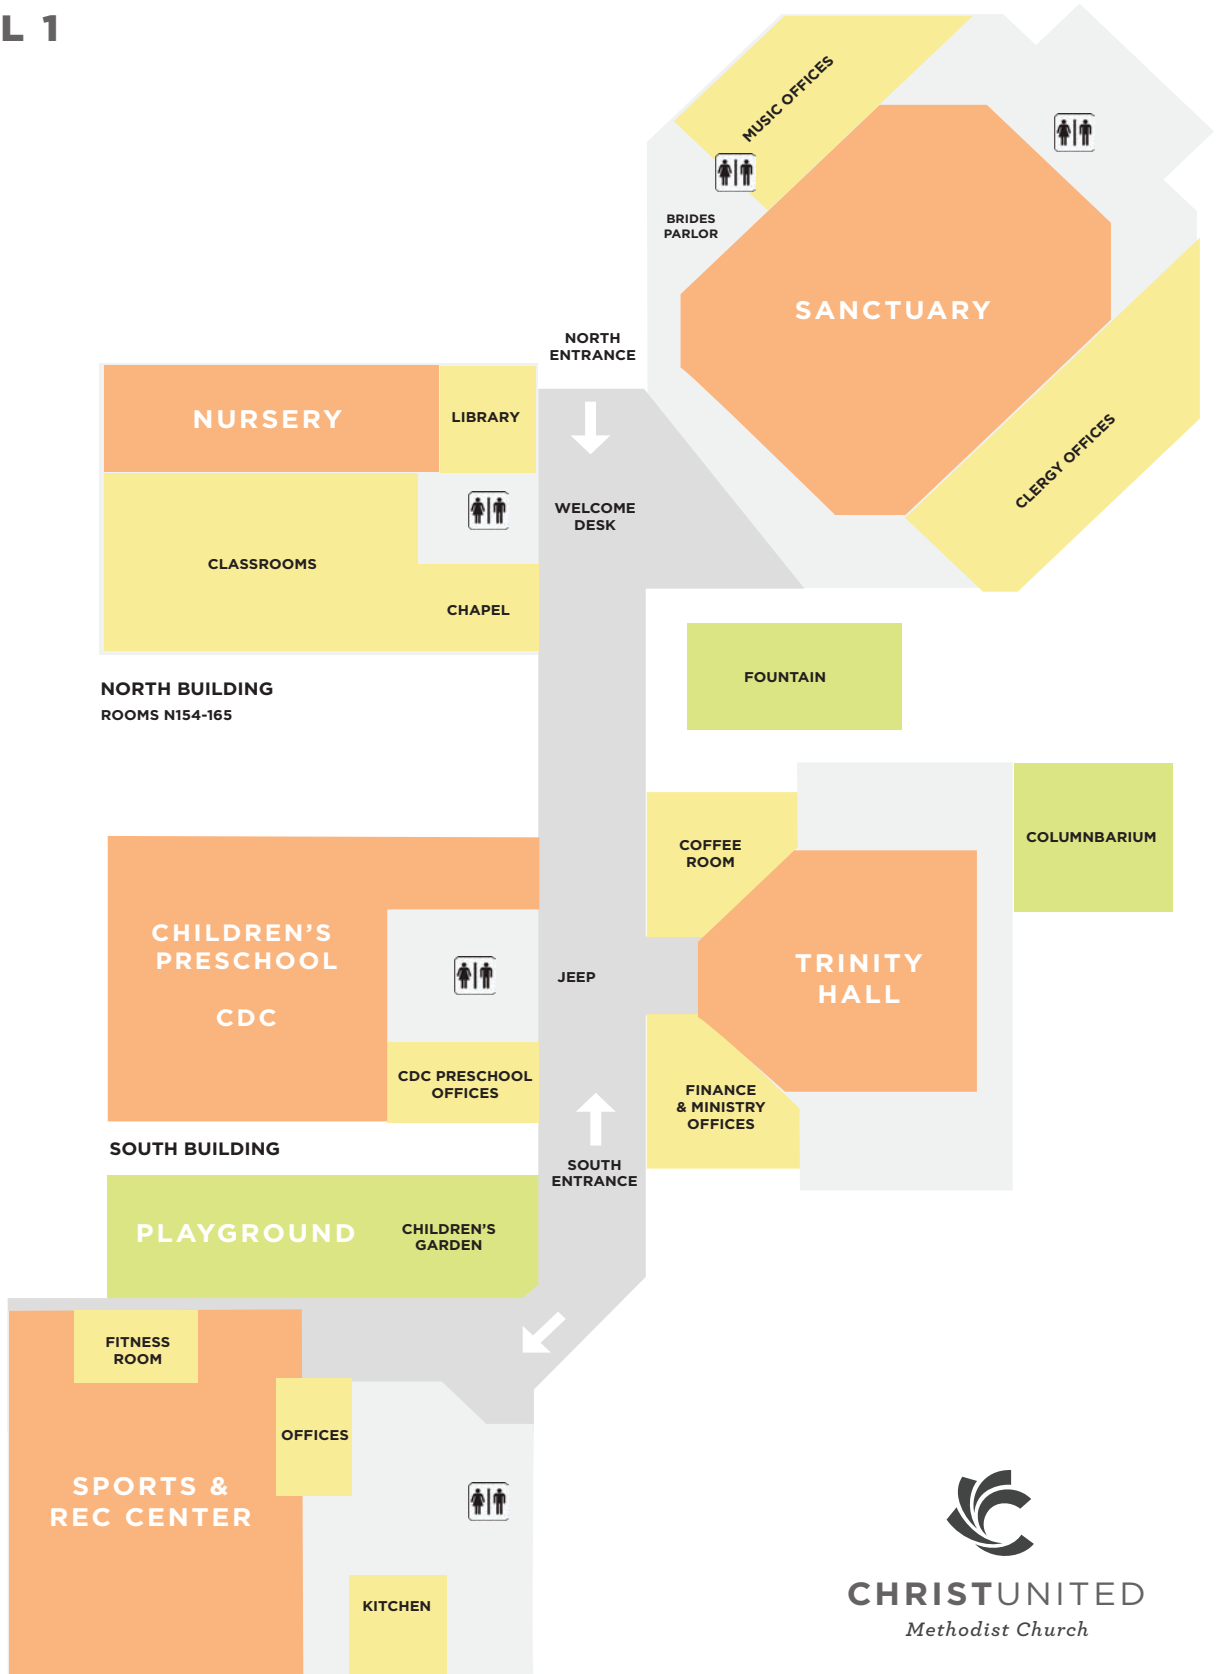 L 1
MUSIC OFFICES
BRIDES
PARLOR
SANCTUARY
NORTH
ENTRANCE
NURSERY
LIBRARY
CLERGY OFFICES
WELCOME
DESK
CLASSROOMS
CHAPEL
NORTH BUILDING
ROOMS N154-165
FOUNTAIN
COFFEE
ROOM
COLUMNBARIUM
CHILDREN'S
PRESCHOOL
CDC
JEEP
TRINITY
HALL
CDC PRESCHOOL
OFFICES
FINANCE
& MINISTRY
OFFICES
SOUTH BUILDING
SOUTH
ENTRANCE
PLAYGROUND
CHILDREN'S
GARDEN
FITNESS
ROOM
OFFICES
SPORTS &
REC CENTER
KITCHEN
CHRISTUNITED
Methodist Church